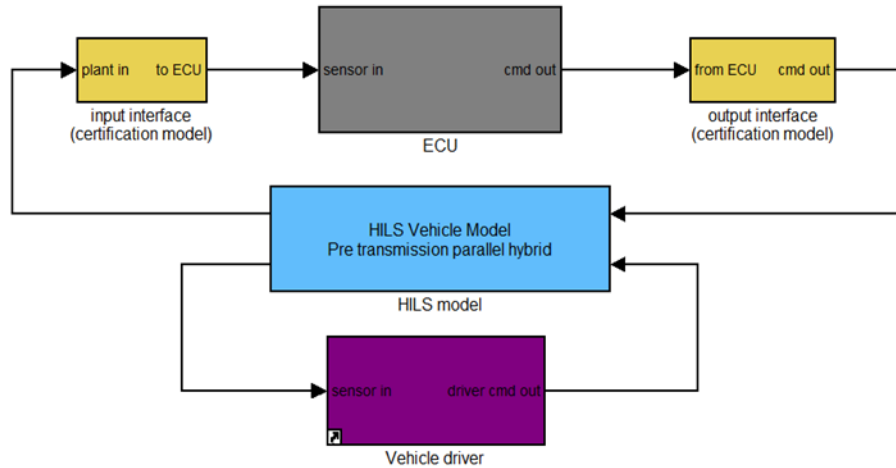 plant in
to ECU
input interface
(certification model)
sensor in
cmd out
ECU
from ECU
cmd out
output interface
(certification model)
HILS Vehicle Model
Pre transmission parallel hybrid
HILS model
sensor in
driver cmd out
Vehicle driver